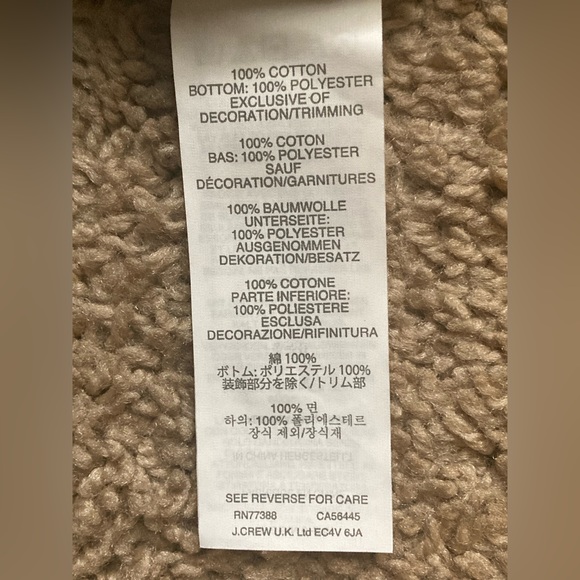 100% COTTON
BOTTOM: 100% POLYESTER
EXCLUSIVE OF
DECORATION/TRIMMING
100% COTON
BAS: 100% POLYESTER
SAUF
DÉCORATION/GARNITURES
100% BAUMWOLLE
UNTERSEITE:
100% POLYESTER
AUSGENOMMEN
DEKORATION/BESATZ
100% COTONE
PARTE INFERIORE:
100% POLIESTERE
ESCLUSA
DECORAZIONE/RIFINITURA
綿 100%
ボトム: ポリエステル 100%
装飾部分を除く/トリム部
100% 면
하의: 100% 폴리에스테르
장식 제외/장식재
SEE REVERSE FOR CARE
RN77388 CA56445
J.CREW U.K. Ltd EC4V 6JA